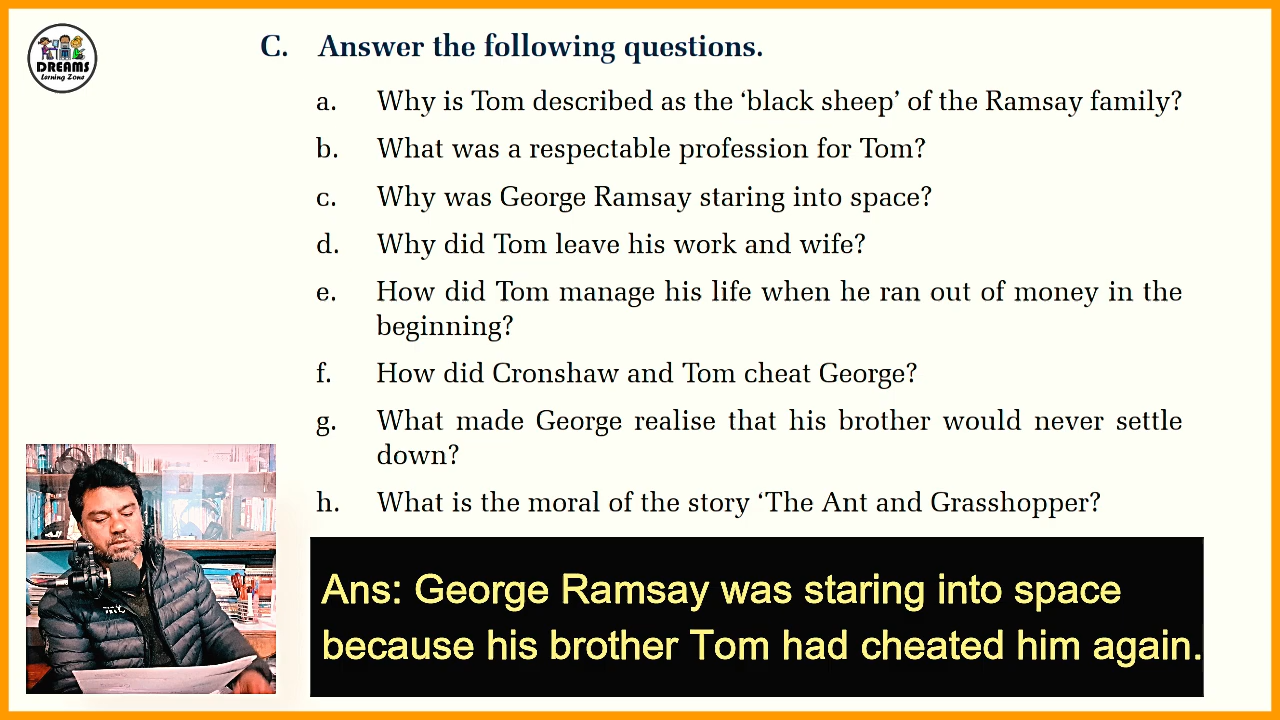 DREAMS
Lerning Zone
C. Answer the following questions.
a. Why is Tom described as the ‘black sheep’ of the Ramsay family?
b. What was a respectable profession for Tom?
c. Why was George Ramsay staring into space?
d. Why did Tom leave his work and wife?
e. How did Tom manage his life when he ran out of money in the
beginning?
f. How did Cronshaw and Tom cheat George?
g. What made George realise that his brother would never settle
down?
h. What is the moral of the story ‘The Ant and Grasshopper?
Ans: George Ramsay was staring into space
because his brother Tom had cheated him again.